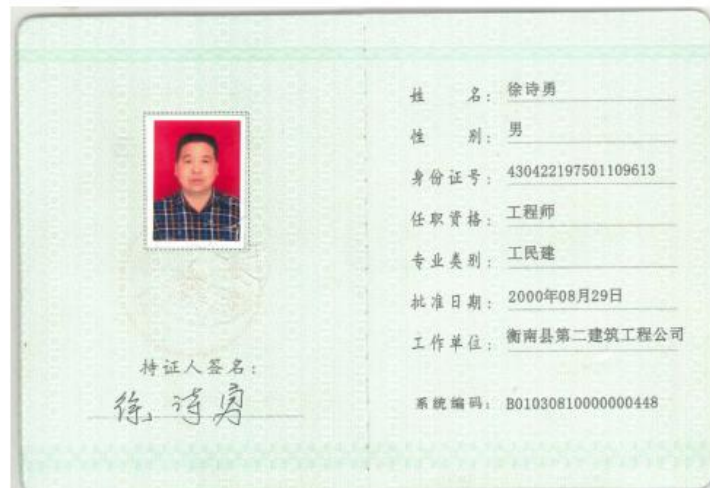 持证人签名：
徐诗勇
姓名：徐诗勇
性别：男
身份证号：430422197501109613
任职资格：工程师
专业类别：工民建
批准日期：2000年08月29日
工作单位：衡南县第二建筑工程公司
系统编码：B01030810000000448